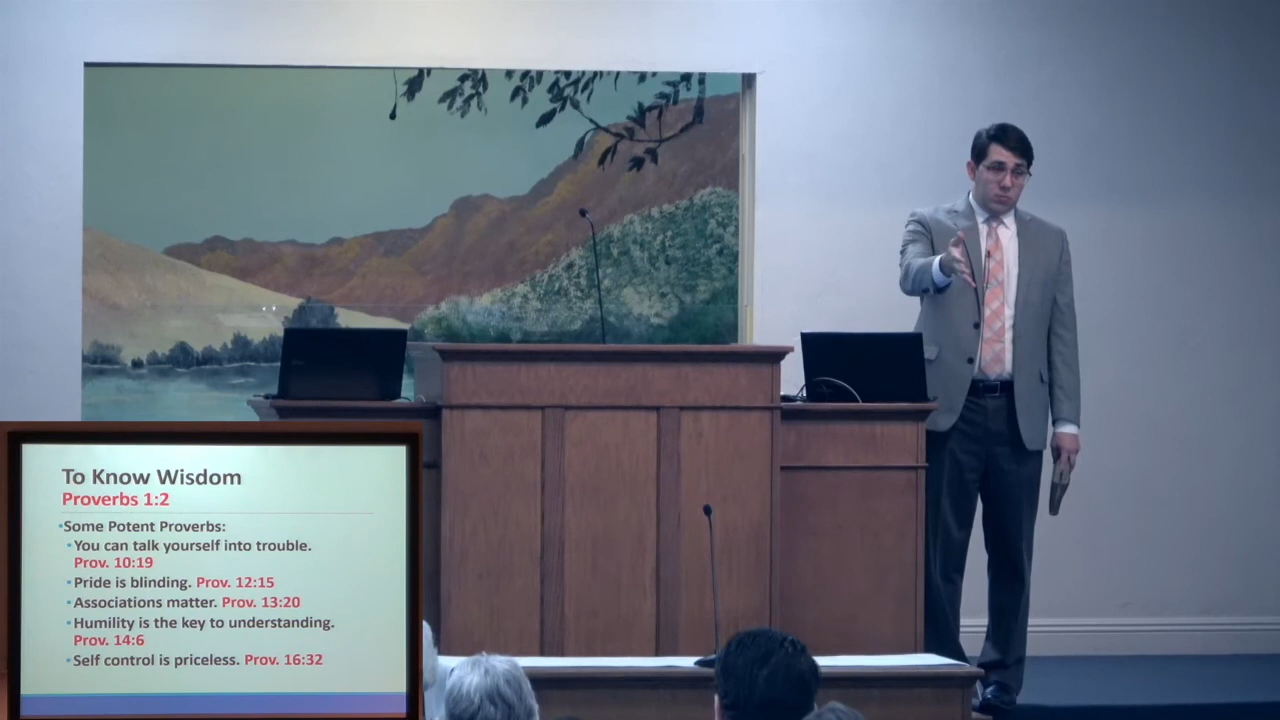 To Know Wisdom
Proverbs 1:2
Some Potent Proverbs:
You can talk yourself into trouble.
Prov. 10:19
Pride is blinding. Prov. 12:15
Associations matter. Prov. 13:20
Humility is the key to understanding.
Prov. 14:6
Self control is priceless. Prov. 16:32